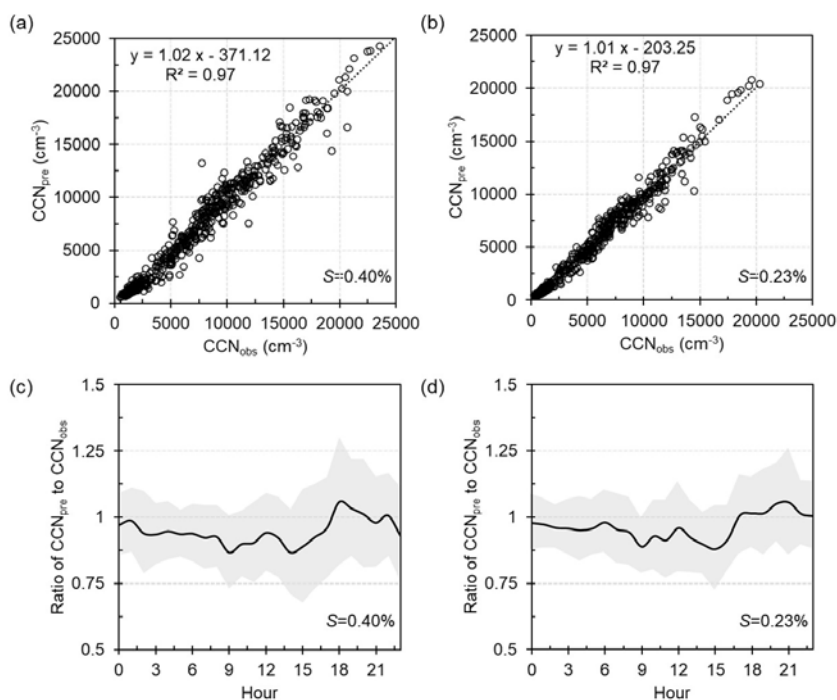 (a)
y = 1.02 x - 371.12
R² = 0.97
25000
20000
15000
10000
5000
0
CCNpre (cm-3)
S=0.40%
0 5000 10000 15000 20000 25000
CCNobs (cm-3)
(b)
y = 1.01 x - 203.25
R² = 0.97
25000
20000
15000
10000
5000
0
CCNpre (cm-3)
S=0.23%
0 5000 10000 15000 20000 25000
CCNobs (cm-3)
(c)
1.5
1.25
1
0.75
0.5
Ratio of CCNpre to CCNobs
S=0.40%
0 3 6 9 12 15 18 21
Hour
(d)
1.5
1.25
1
0.75
0.5
Ratio of CCNpre to CCNobs
S=0.23%
0 3 6 9 12 15 18 21
Hour